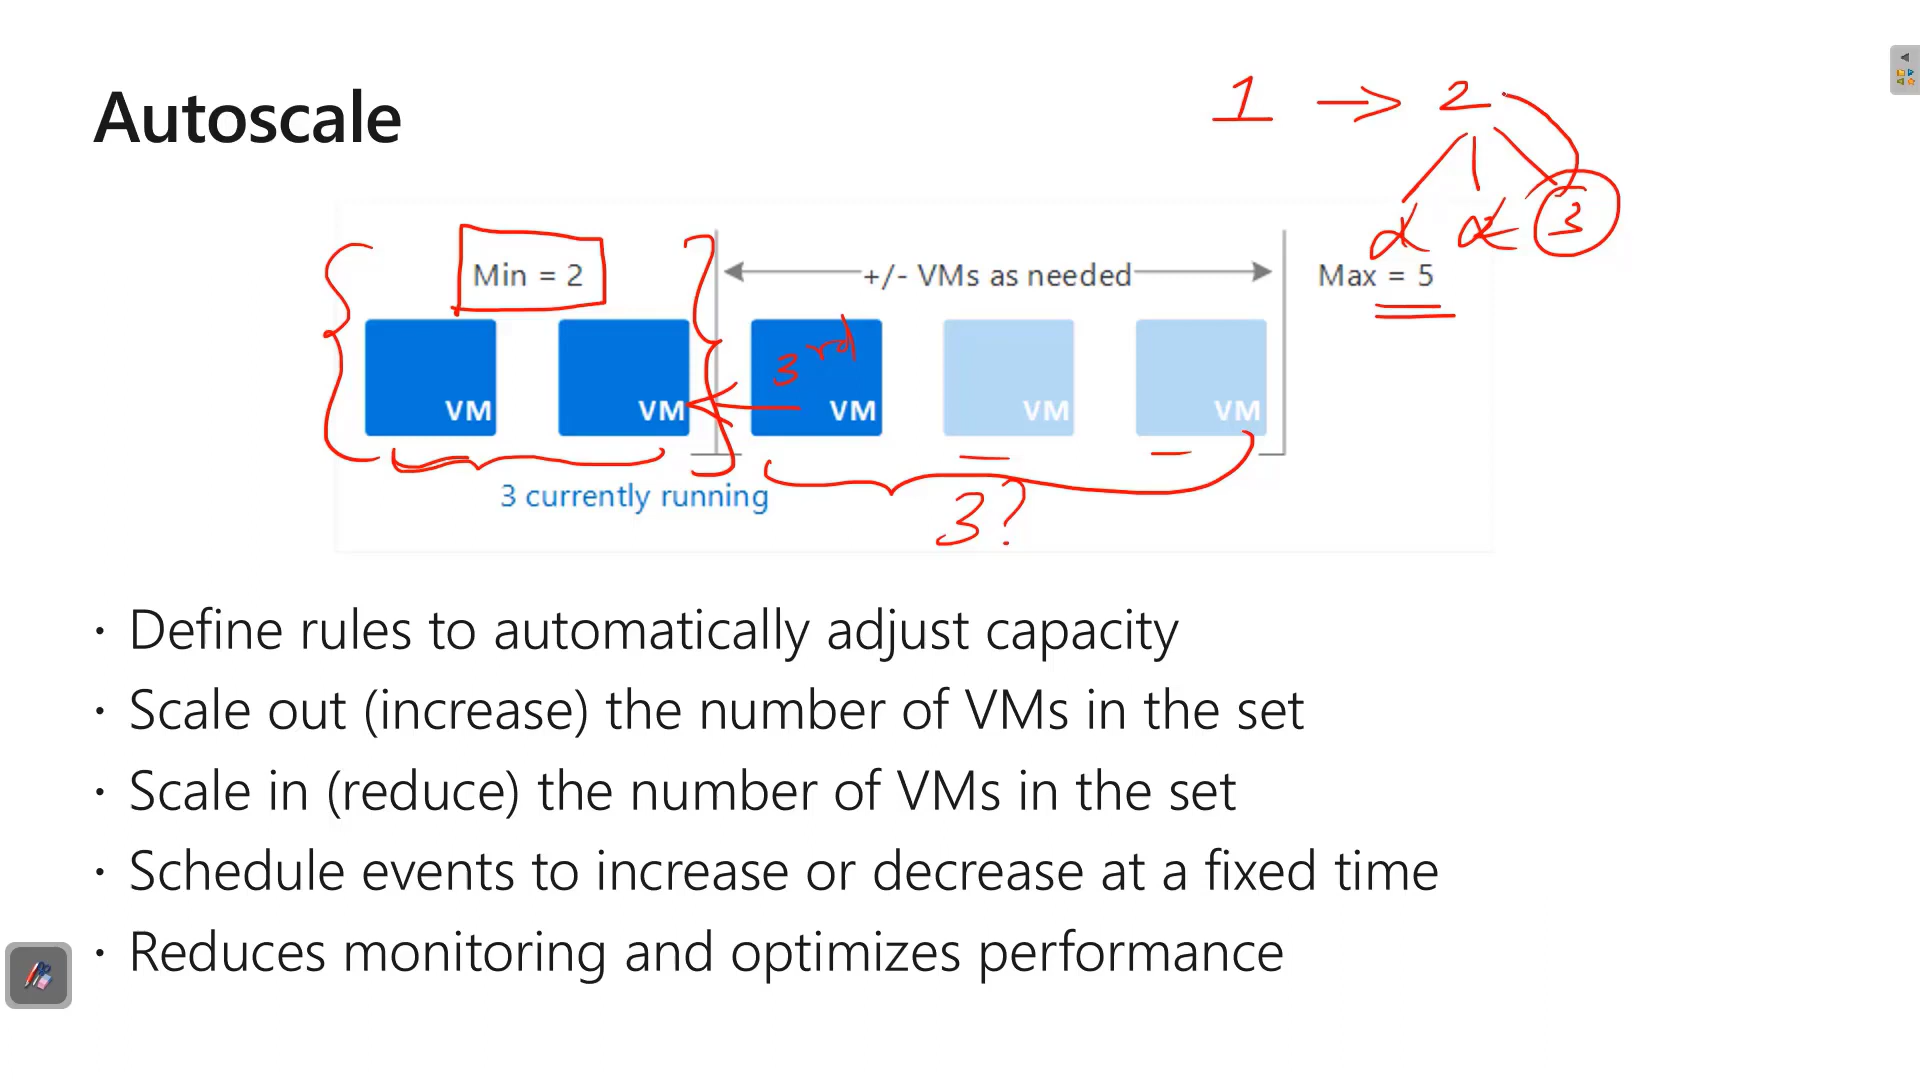 Autoscale
1 → 2
3
Min = 2
+/- VMs as needed
Max = 5
VM VM 3rd VM VM VM
3 currently running
3?
• Define rules to automatically adjust capacity
• Scale out (increase) the number of VMs in the set
• Scale in (reduce) the number of VMs in the set
• Schedule events to increase or decrease at a fixed time
• Reduces monitoring and optimizes performance